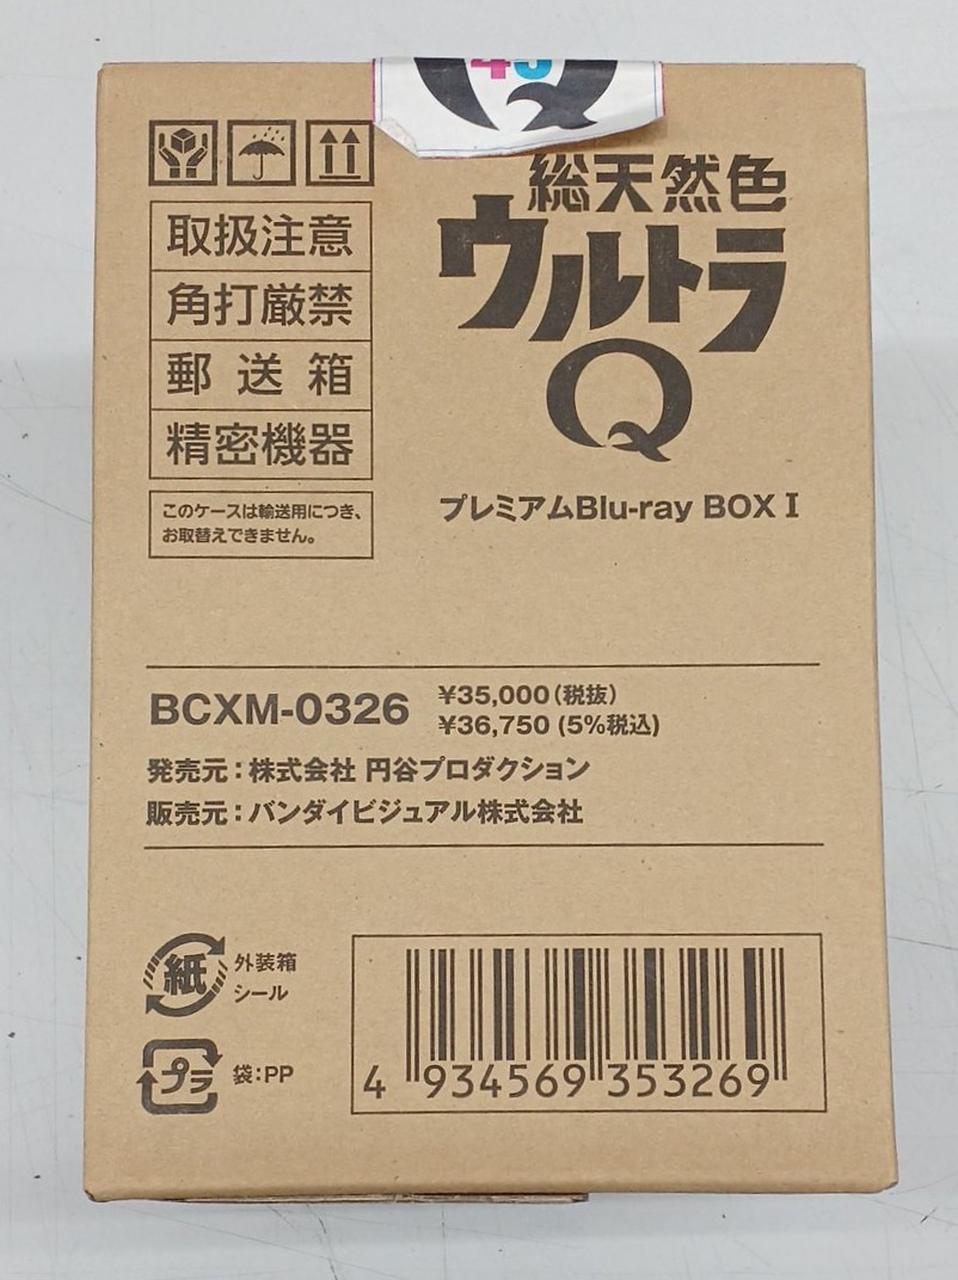 45
Q
総天然色
ウルトラ
Q
プレミアムBlu-ray BOX I
取扱注意
角打厳禁
郵送箱
精密機器
このケースは輸送用につき、
お取替えできません。
BCXM-0326
¥35,000(税抜)
¥36,750 (5%税込)
発売元:株式会社 円谷プロダクション
販売元:バンダイビジュアル株式会社
紙
外装箱
シール
プラ
袋:PP
4 934569 353269